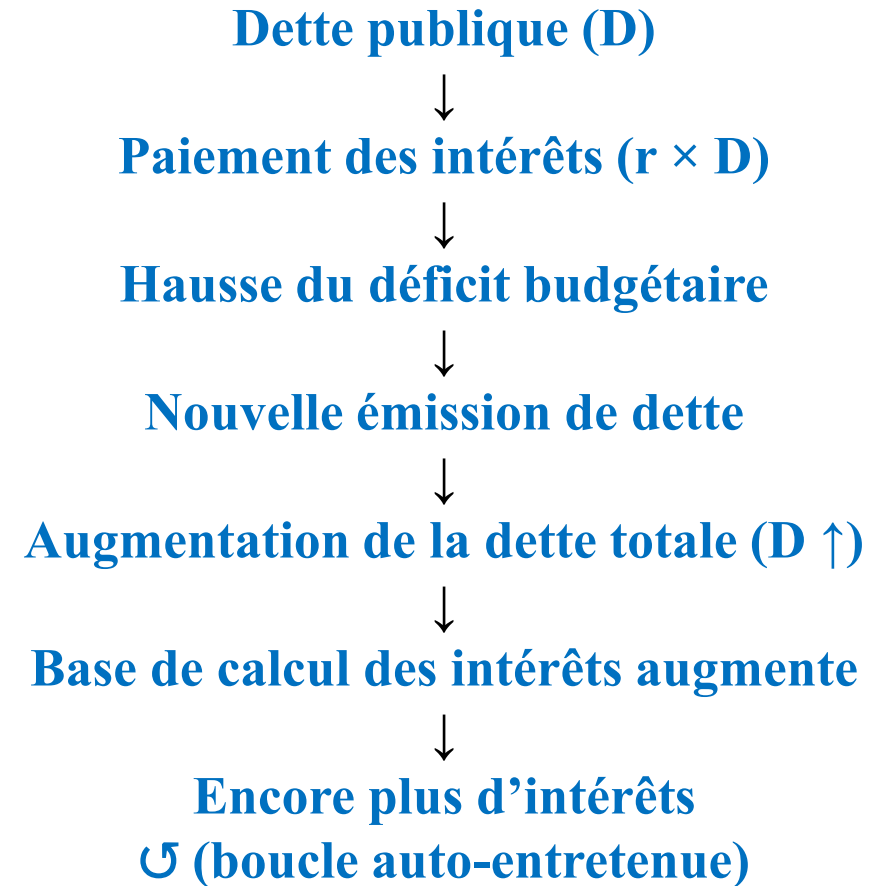 Dette publique (D)
↓
Paiement des intérêts (r × D)
↓
Hausse du déficit budgétaire
↓
Nouvelle émission de dette
↓
Augmentation de la dette totale (D ↑)
↓
Base de calcul des intérêts augmente
↓
Encore plus d’intérêts
↺ (boucle auto-entretenue)